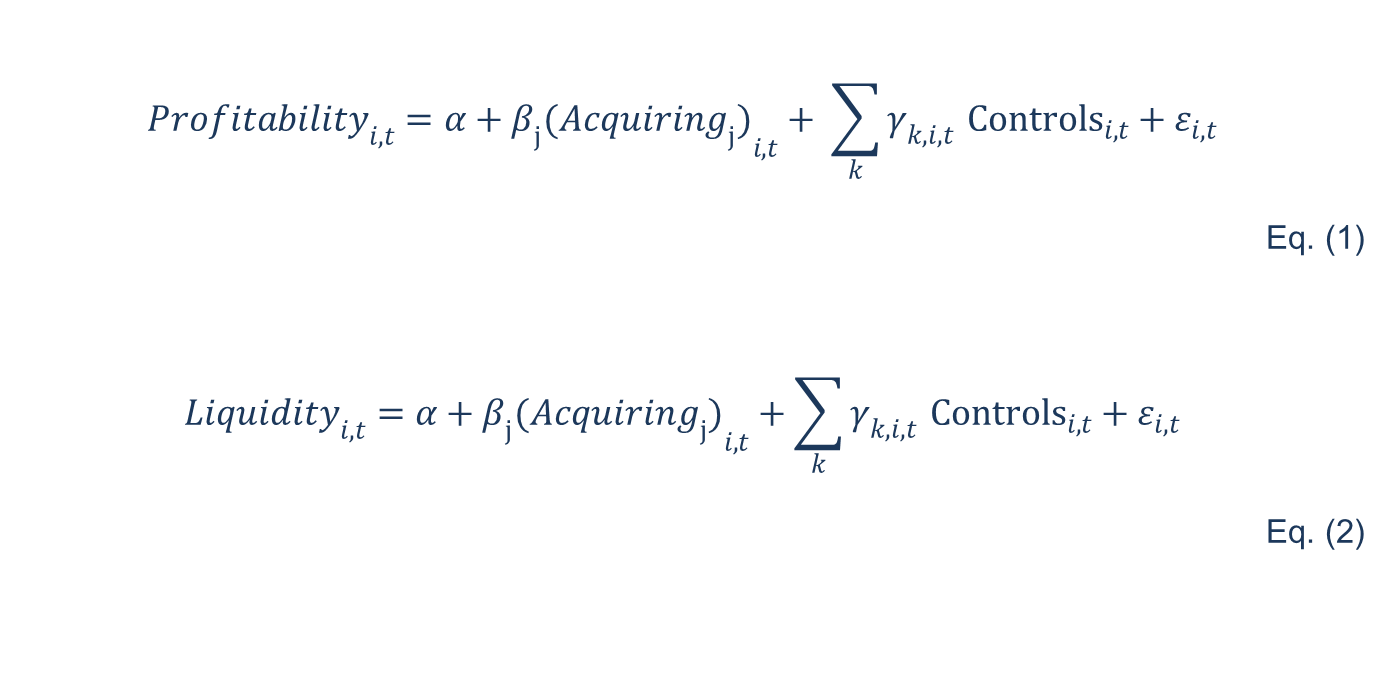 Profitability_{i,t} = α + β_j(Acquiring_j)_{i,t} + ∑_k γ_{k,i,t} Controls_{i,t} + ε_{i,t}
Eq. (1)
Liquidity_{i,t} = α + β_j(Acquiring_j)_{i,t} + ∑_k γ_{k,i,t} Controls_{i,t} + ε_{i,t}
Eq. (2)